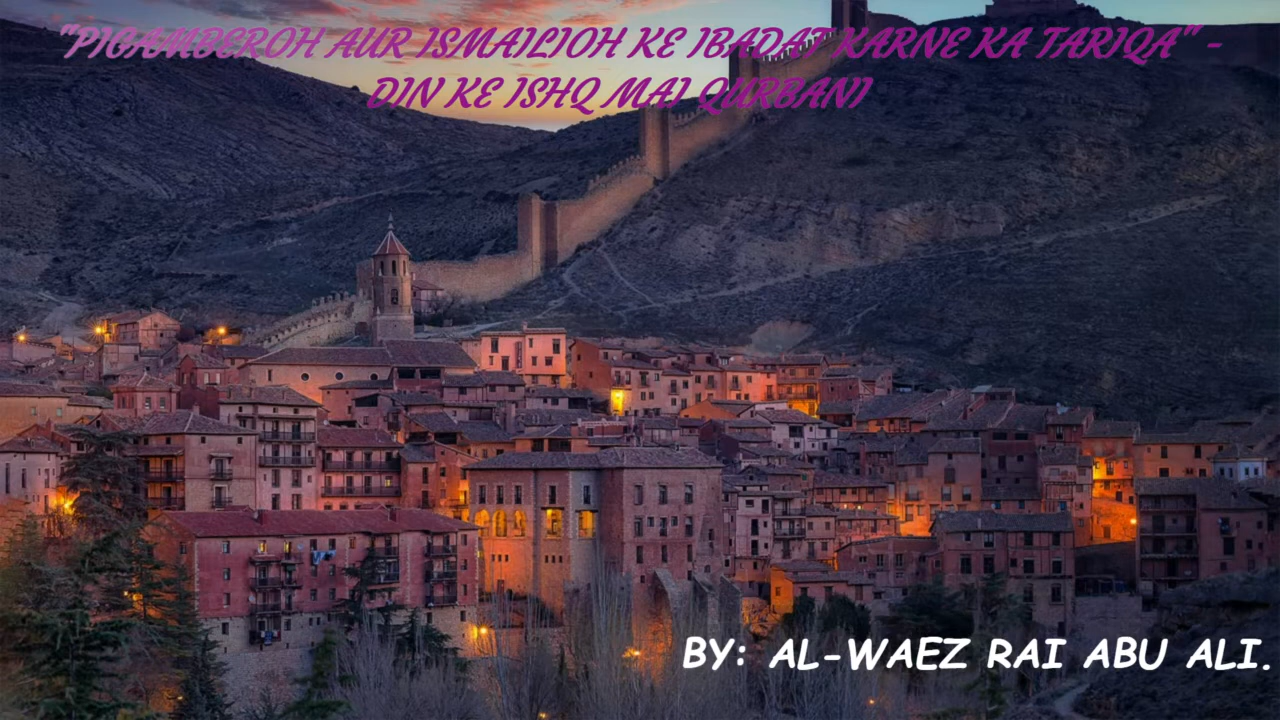 "PIGAMBEROH AUR ISMAILIOH KE IBADAT KARNE KA TARIQA" -
DIN KE ISHQ MAI QURBANI
BY: AL-WAEZ RAI ABU ALI.